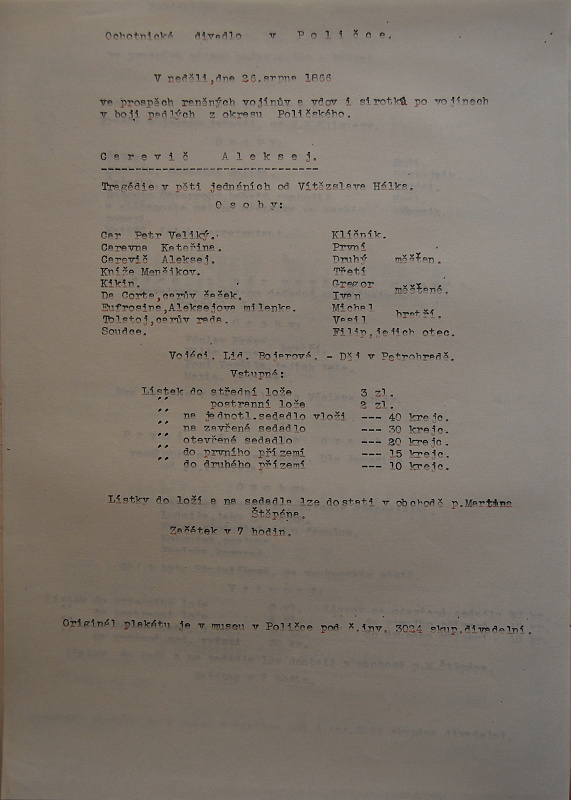 Ochotnické divadlo v Poličce.
V neděli,dne 26.srpna 1866
ve prospěch raněných vojínův a vdov i sirotků po vojínech
v boji padlých z okresu Poličského.
Carevič Aleksej.
Tragédie v pěti jednáních od Vítězslava Hálka.
Osoby:
Car Petr Veliký. Klíčník.
Carevna Kateřina. První
Carevič Aleksej. Druhý měšťan.
Kníže Menčikov. Třetí
Kikin. Gregor měšťané.
Da Corta,carův šašek. Ivan
Eufrosine,Aleksejova milenka. Michal bratří.
Tolstoj,carův rada. Vasil
Soudce. Filip,jejich otec.
Vojáci. Lid. Bojarové. - Děj v Petrohradě.
Vstupné:
Lístek do střední lože 3 zl.
,, postranní lože 2 zl.
,, na jednotl.sedadlo vloži --- 40 krejc.
,, na zavřené sedadlo --- 30 krejc.
,, otevřené sedadlo --- 20 krejc.
,, do prvního přízemí --- 15 krejc.
,, do druhého přízemí --- 10 krejc.
Lístky do loží a na sedadla lze dostati v obchodě p.Martina
Štěpána.
Začátek v 7 hodin.
Originál plakátu je v museu v Poličce pod č.inv. 3024 skup.divadelní.